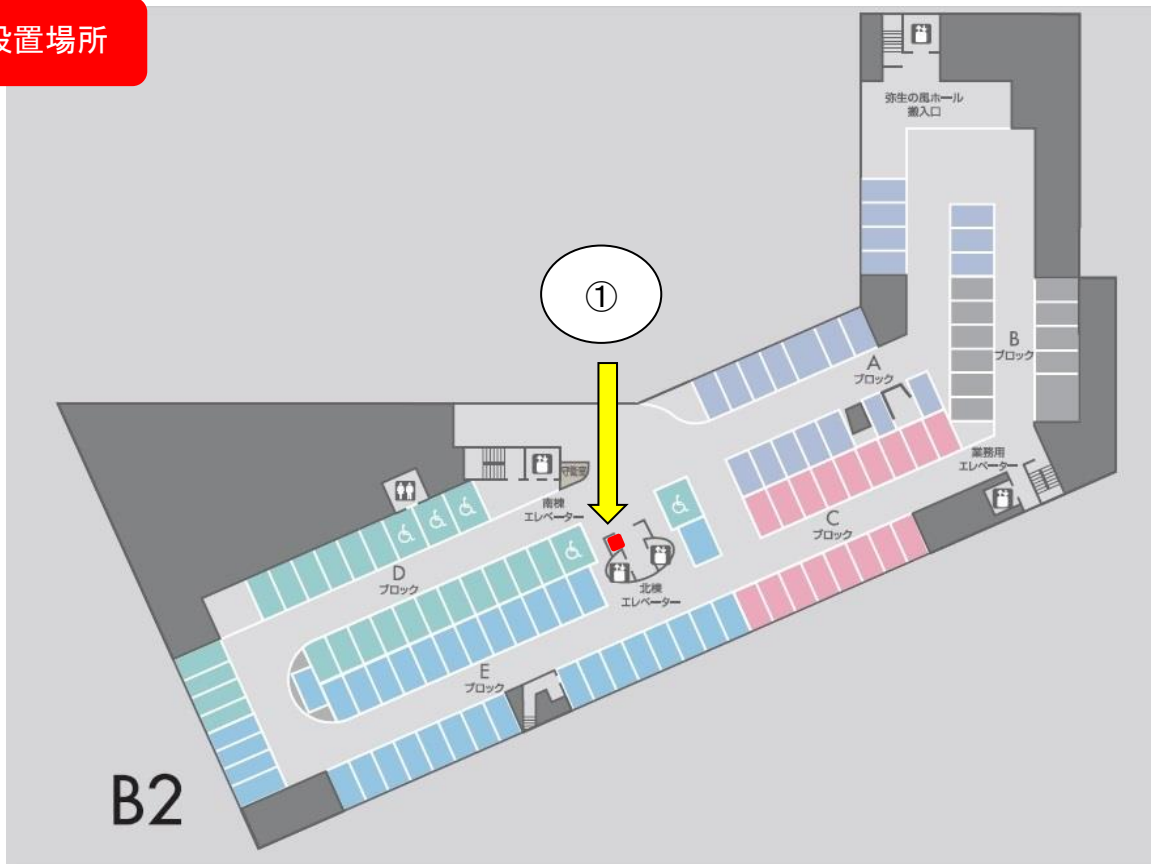 設置場所
弥生の風ホール
搬入口
①
A
ブロック
B
ブロック
業務用
エレベーター
守衛室
南棟
エレベーター
C
ブロック
D
ブロック
北棟
エレベーター
E
ブロック
B2